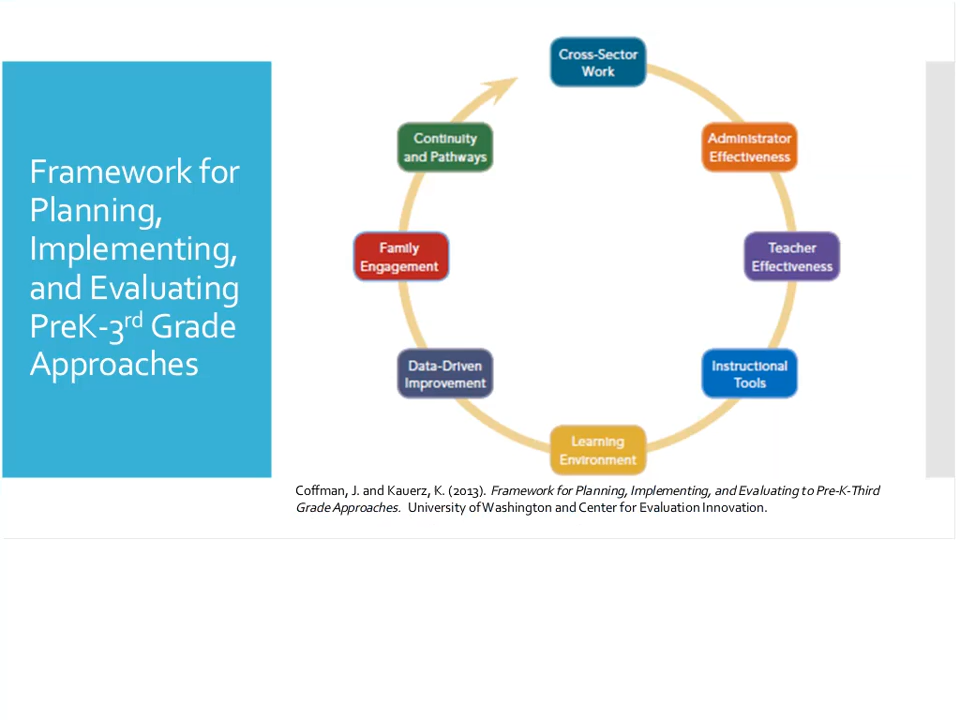 Framework for
Planning,
Implementing,
and Evaluating
PreK-3rd Grade
Approaches
Cross-Sector
Work
Administrator
Effectiveness
Teacher
Effectiveness
Instructional
Tools
Learning
Environment
Data-Driven
Improvement
Family
Engagement
Continuity
and Pathways
Coffman, J. and Kauerz, K. (2013). Framework for Planning, Implementing, and Evaluating to Pre-K-Third
Grade Approaches. University of Washington and Center for Evaluation Innovation.